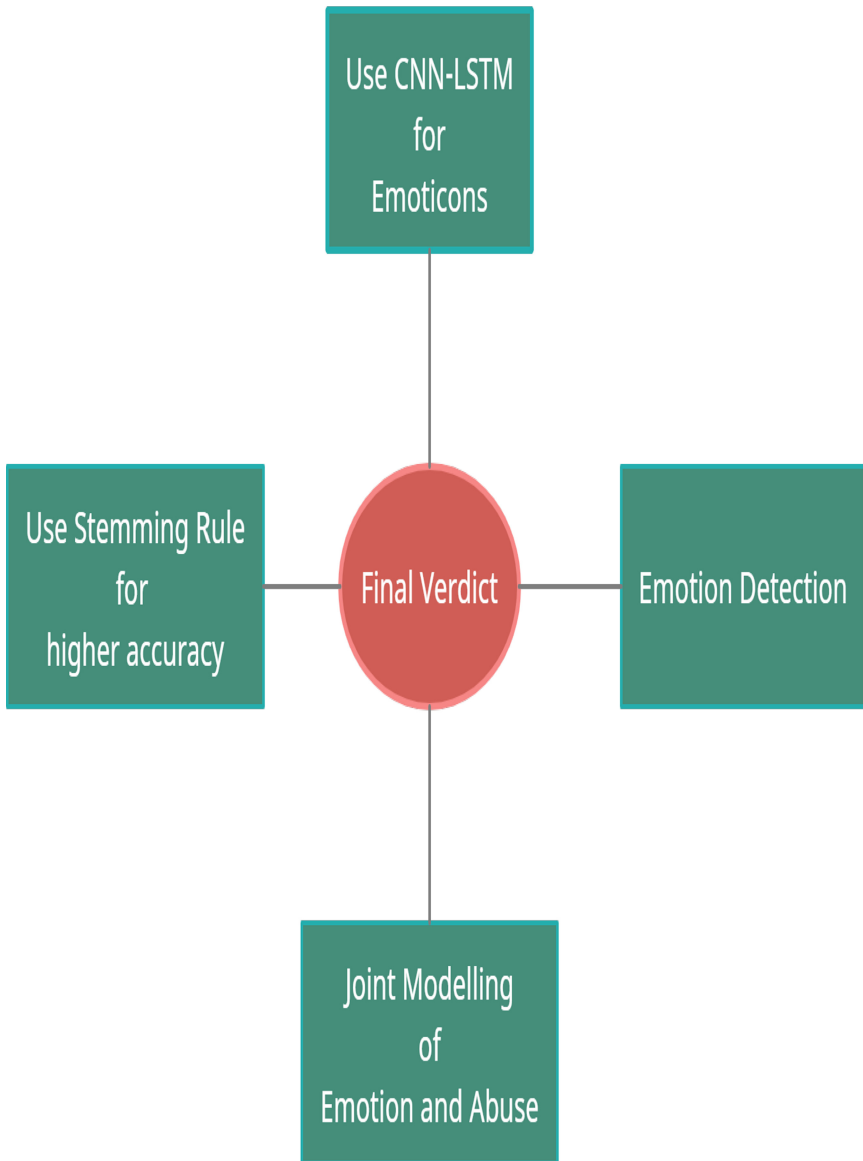 Use CNN-LSTM
for
Emoticons
Use Stemming Rule
for
higher accuracy
Final Verdict
Emotion Detection
Joint Modelling
of
Emotion and Abuse